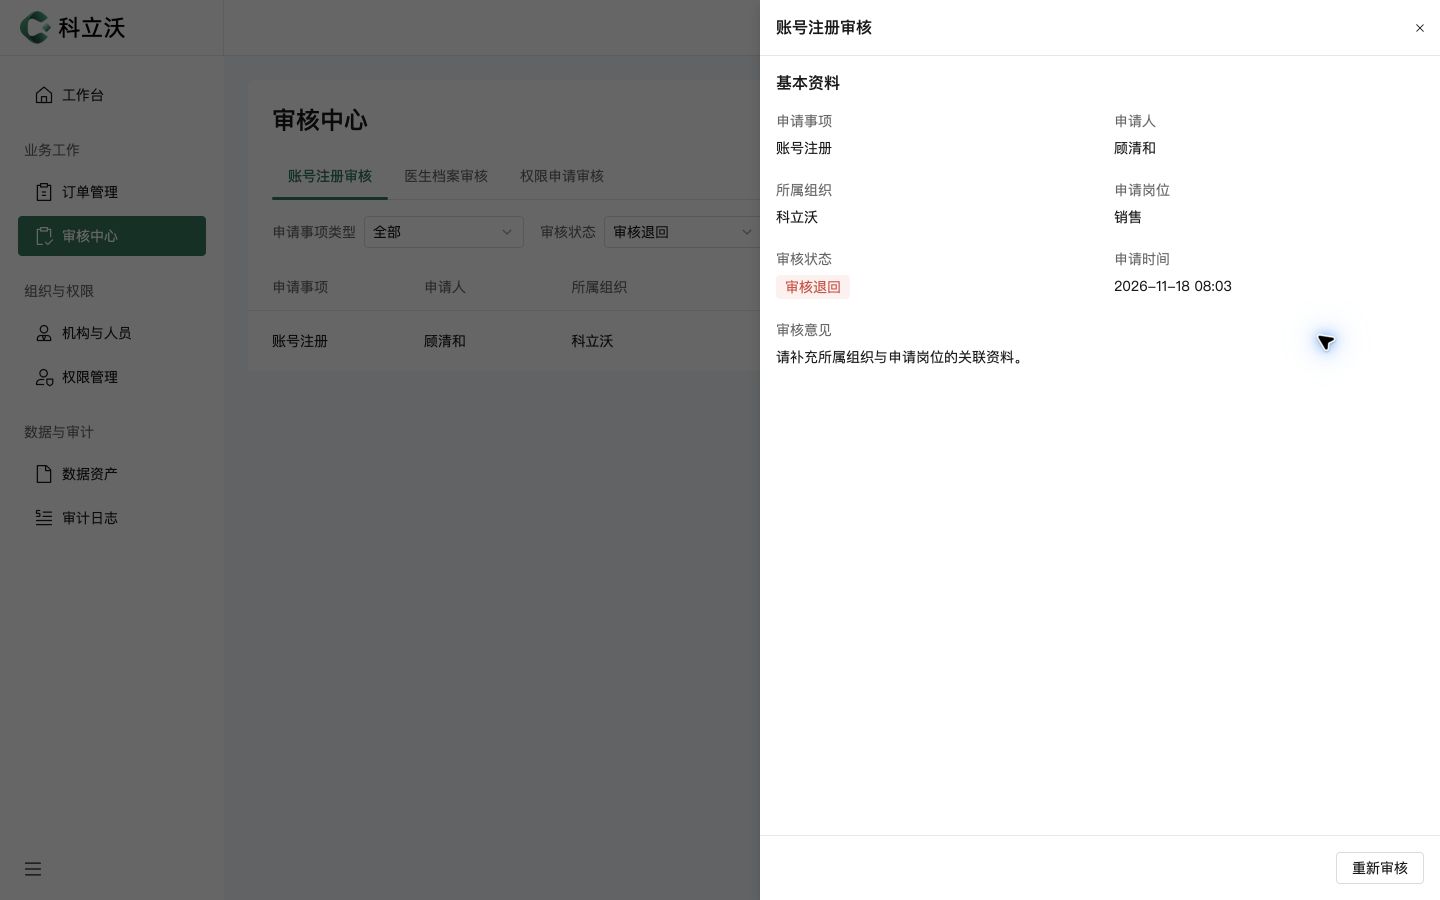 科立沃
工作台
业务工作
订单管理
审核中心
组织与权限
机构与人员
权限管理
数据与审计
数据资产
审计日志
审核中心
账号注册审核 医生档案审核 权限申请审核
申请事项类型 全部 审核状态 审核退回
申请事项 申请人 所属组织
账号注册 顾清和 科立沃
账号注册审核
基本资料
申请事项 申请人
账号注册 顾清和
所属组织 申请岗位
科立沃 销售
审核状态 申请时间
审核退回 2026-11-18 08:03
审核意见
请补充所属组织与申请岗位的关联资料。
重新审核